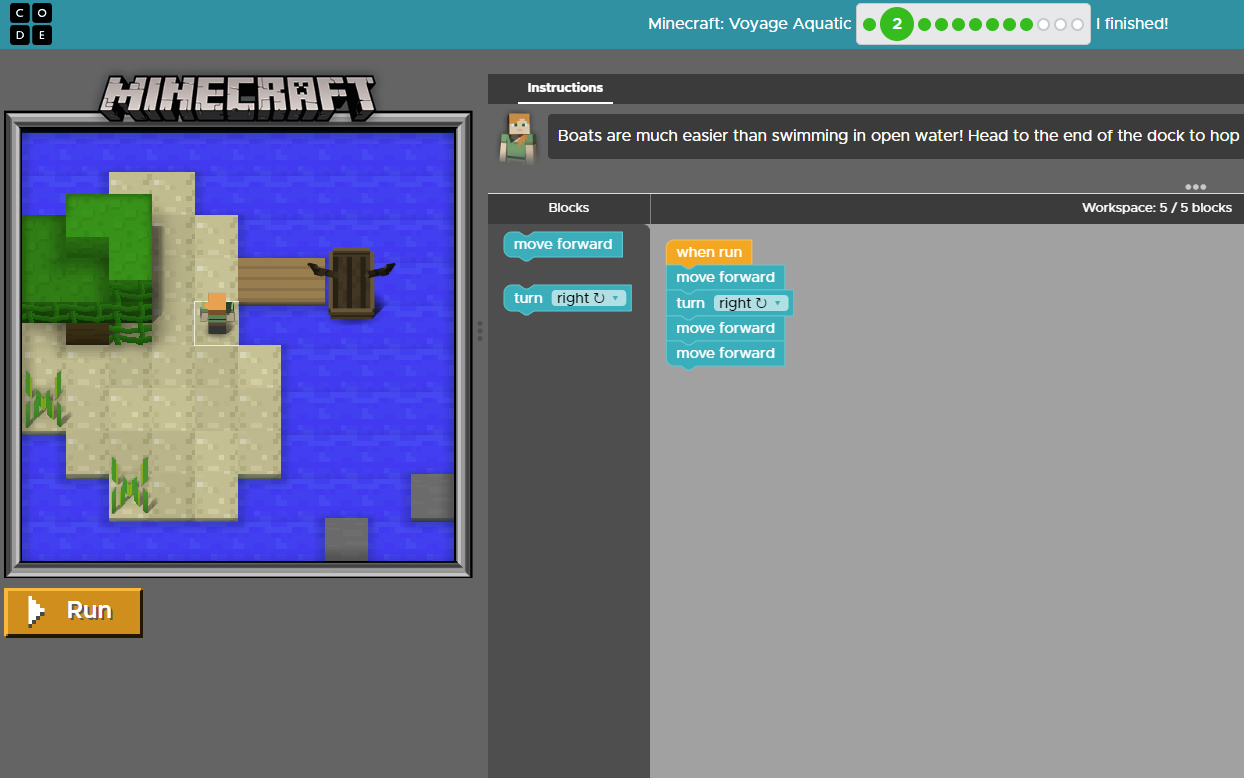 C O
D E
Minecraft: Voyage Aquatic
2
I finished!
MINECRAFT
Instructions
Boats are much easier than swimming in open water! Head to the end of the dock to hop
Blocks
Workspace: 5 / 5 blocks
move forward
turn right ↻
when run
move forward
turn right ↻
move forward
move forward
Run